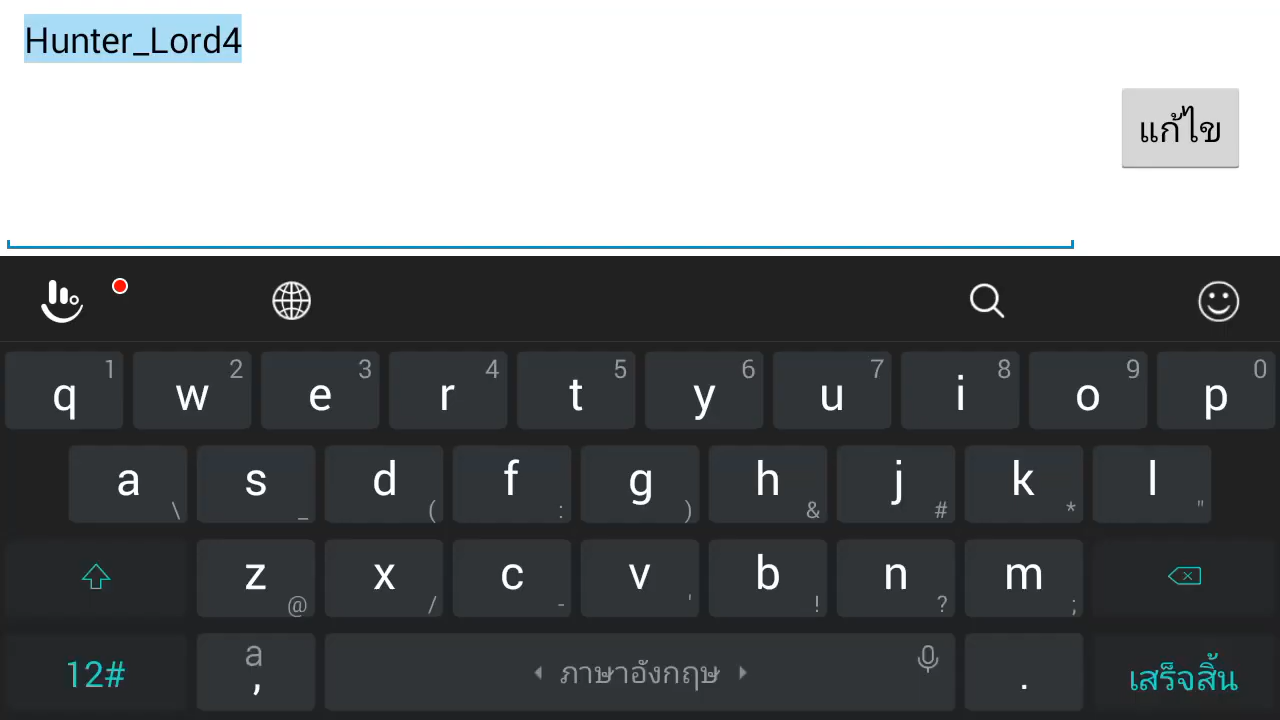 Hunter_Lord4
แก้ไข
q 1 w 2 e 3 r 4 t 5 y 6 u 7 i 8 o 9 p 0
a \ s _ d ( f : g ) h & j # k * l "
z @ x / c - v ' b ! n ? m ;
12# a , ภาษาอังกฤษ . เสร็จสิ้น